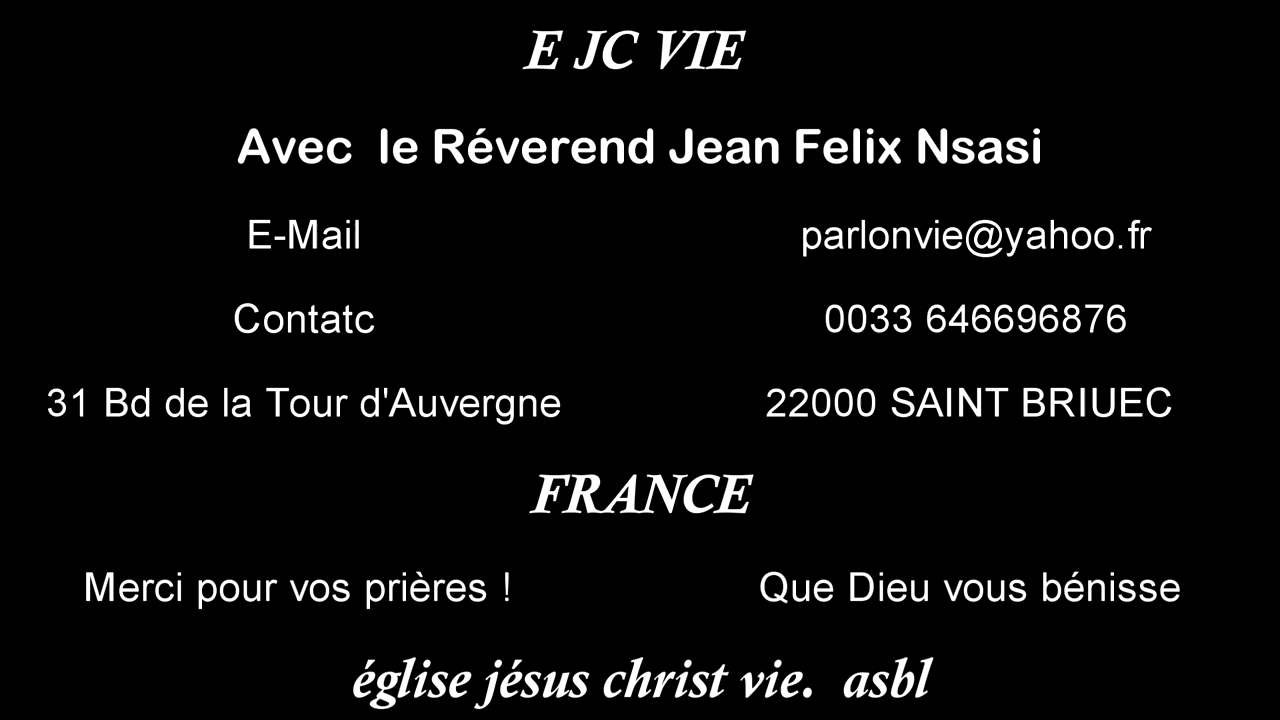 E JC VIE
Avec le Réverend Jean Felix Nsasi
E-Mail parlonvie@yahoo.fr
Contatc 0033 646696876
31 Bd de la Tour d'Auvergne 22000 SAINT BRIUEC
FRANCE
Merci pour vos prières ! Que Dieu vous bénisse
église jésus christ vie. asbl